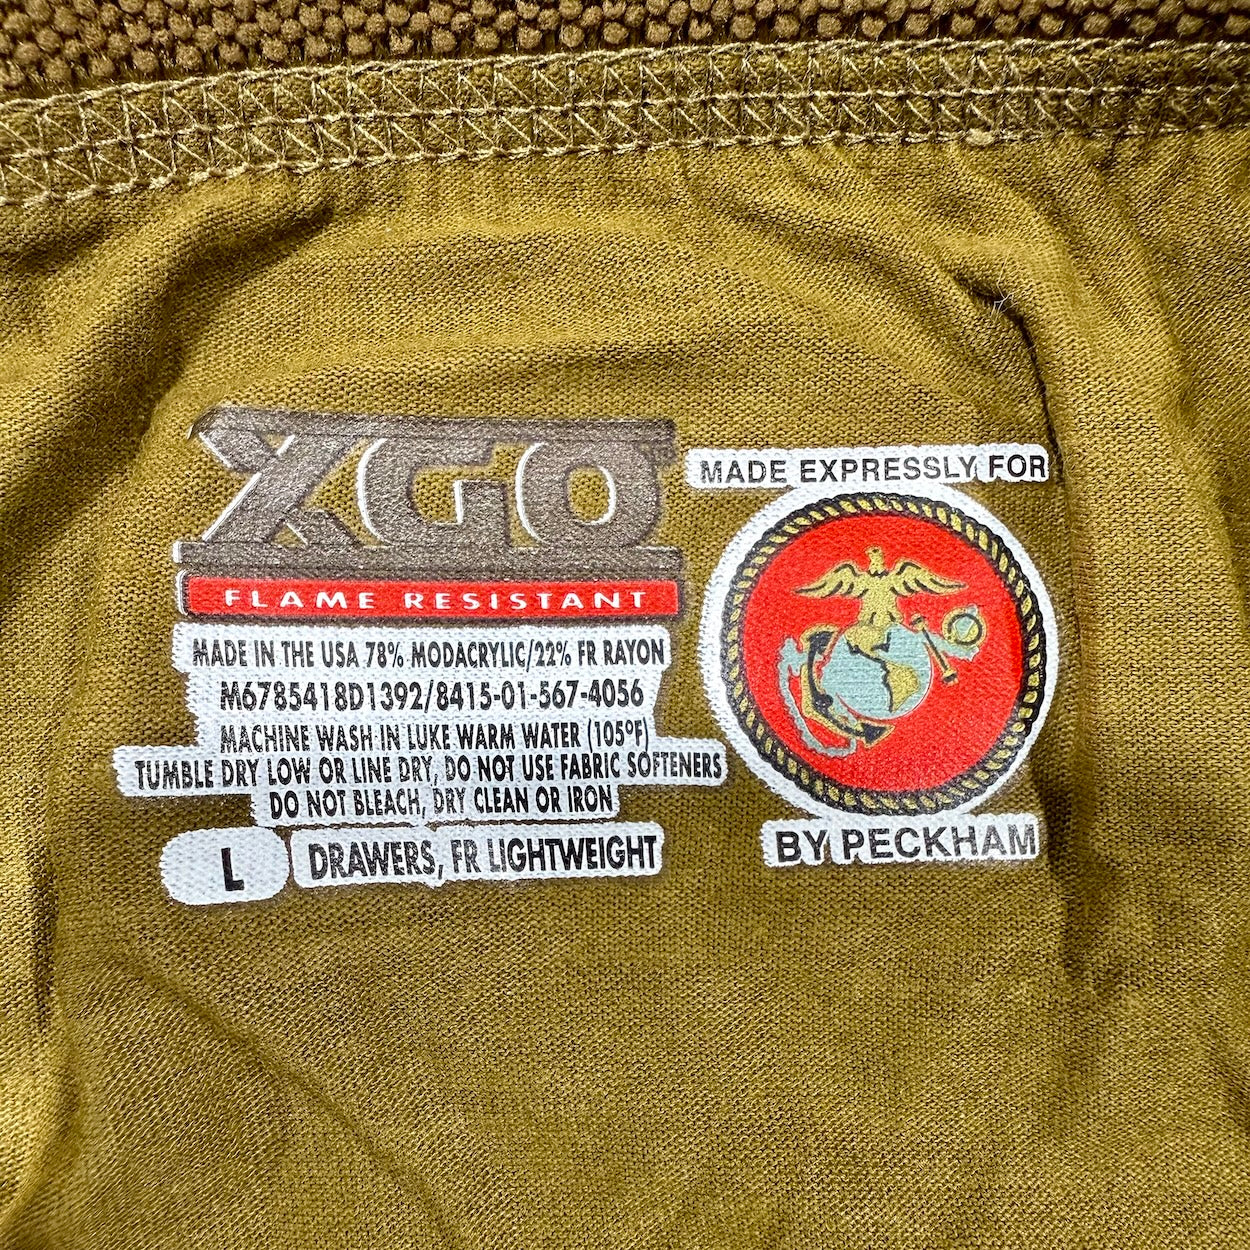 XGO
FLAME RESISTANT
MADE IN THE USA 78% MODACRYLIC/22% FR RAYON
M6785418D1392/8415-01-567-4056
MACHINE WASH IN LUKE WARM WATER (105ºF)
TUMBLE DRY LOW OR LINE DRY, DO NOT USE FABRIC SOFTENERS
DO NOT BLEACH, DRY CLEAN OR IRON
L DRAWERS, FR LIGHTWEIGHT
MADE EXPRESSLY FOR
BY PECKHAM